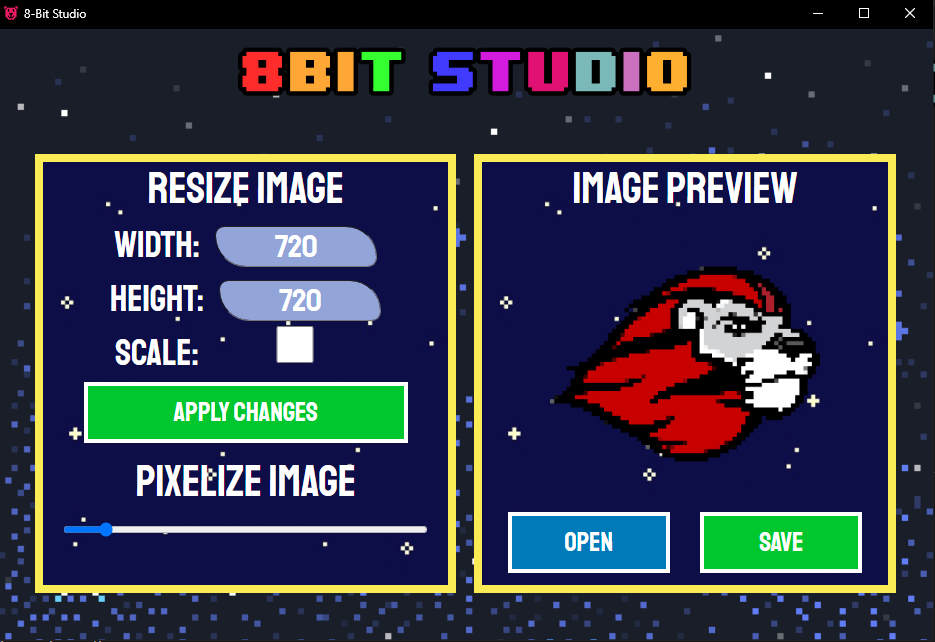 8-Bit Studio
8BIT STUDIO
RESIZE IMAGE
WIDTH: 720
HEIGHT: 720
SCALE:
APPLY CHANGES
PIXELIZE IMAGE
IMAGE PREVIEW
OPEN
SAVE